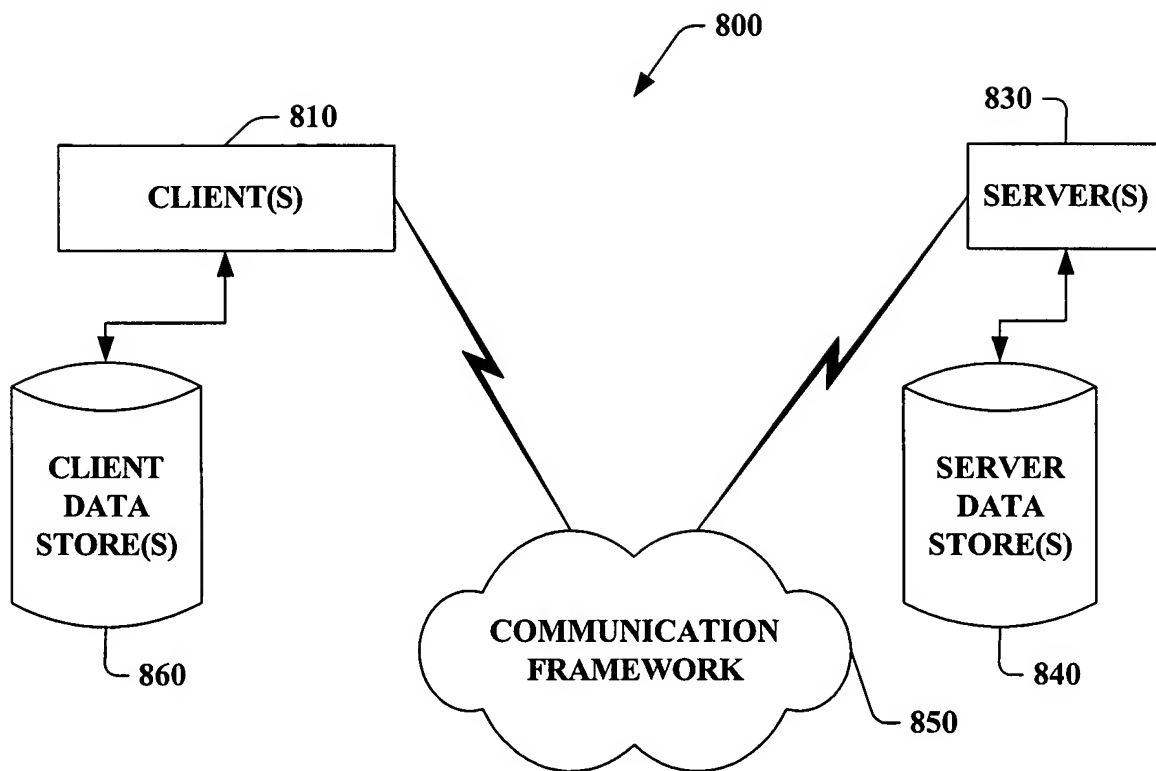 800
810
830
CLIENT(S)
SERVER(S)
CLIENT
DATA
STORE(S)
SERVER
DATA
STORE(S)
COMMUNICATION
FRAMEWORK
860
840
850